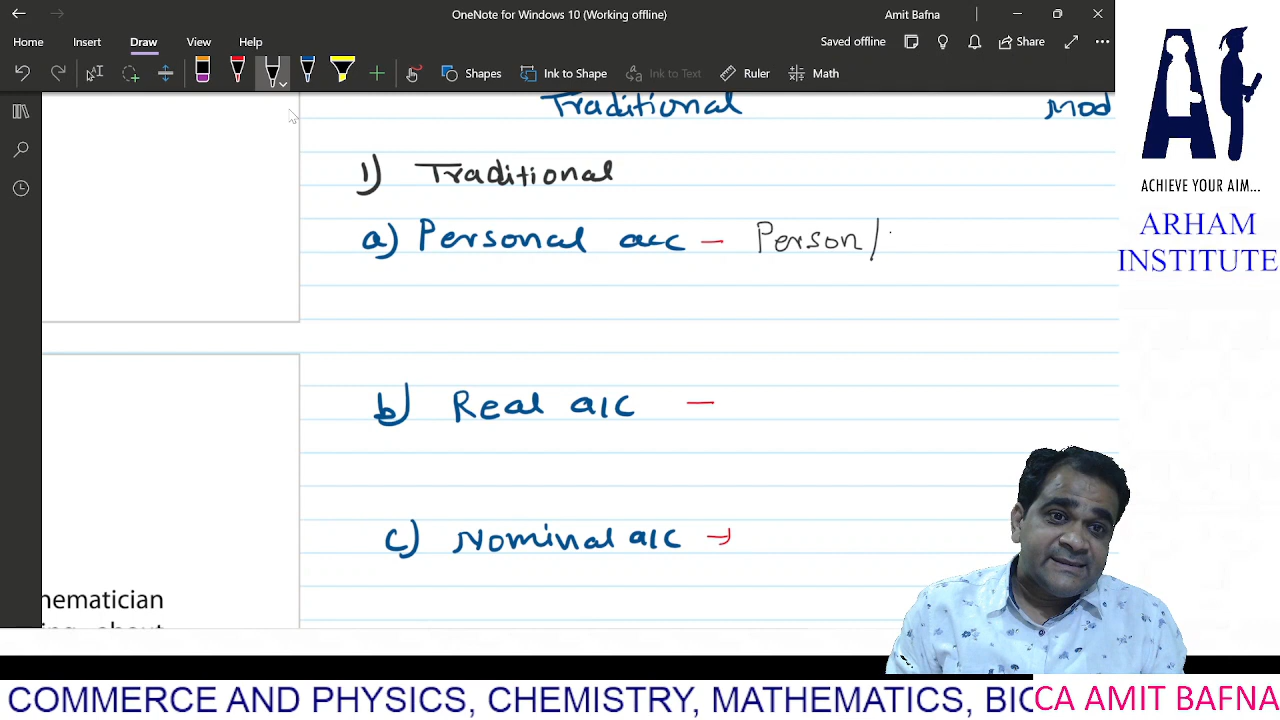 OneNote for Windows 10 (Working offline)
Amit Bafna
Home Insert Draw View Help
Saved offline
Share
Shapes
Ink to Shape
Ink to Text
Ruler
Math
Traditional
Mod
1) Traditional
a) Personal acc - Person/
b) Real a/c -
c) Nominal a/c →
hematician
about
ACHIEVE YOUR AIM...
ARHAM
INSTITUTE
COMMERCE AND PHYSICS, CHEMISTRY, MATHEMATICS, BIO
CA AMIT BAFNA